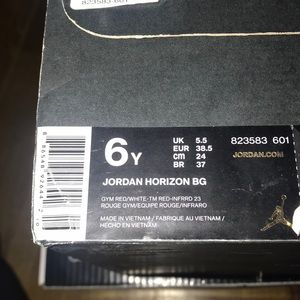 6Y
UK 5.5
EUR 38.5
CM 24
BR 37
823583 601
JORDAN.COM
JORDAN HORIZON BG
GYM RED/WHITE-TM RED-INFRRD 23
ROUGE GYM/EQUIPE ROUGE/INFRARO
MADE IN VIETNAM / FABRIQUE AU VIETNAM /
HECHO EN VIETNAM